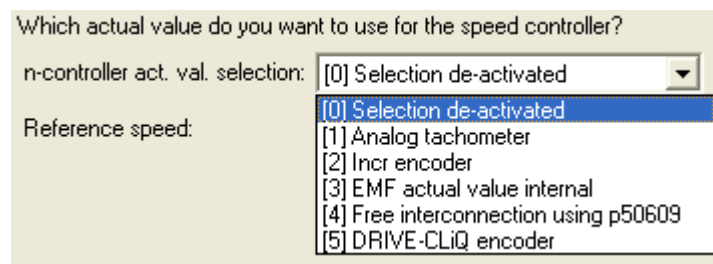 Which actual value do you want to use for the speed controller?
n-controller act. val. selection: [0] Selection de-activated
[0] Selection de-activated
Reference speed: [1] Analog tachometer
[2] Incr encoder
[3] EMF actual value internal
[4] Free interconnection using p50609
[5] DRIVE-CLiQ encoder